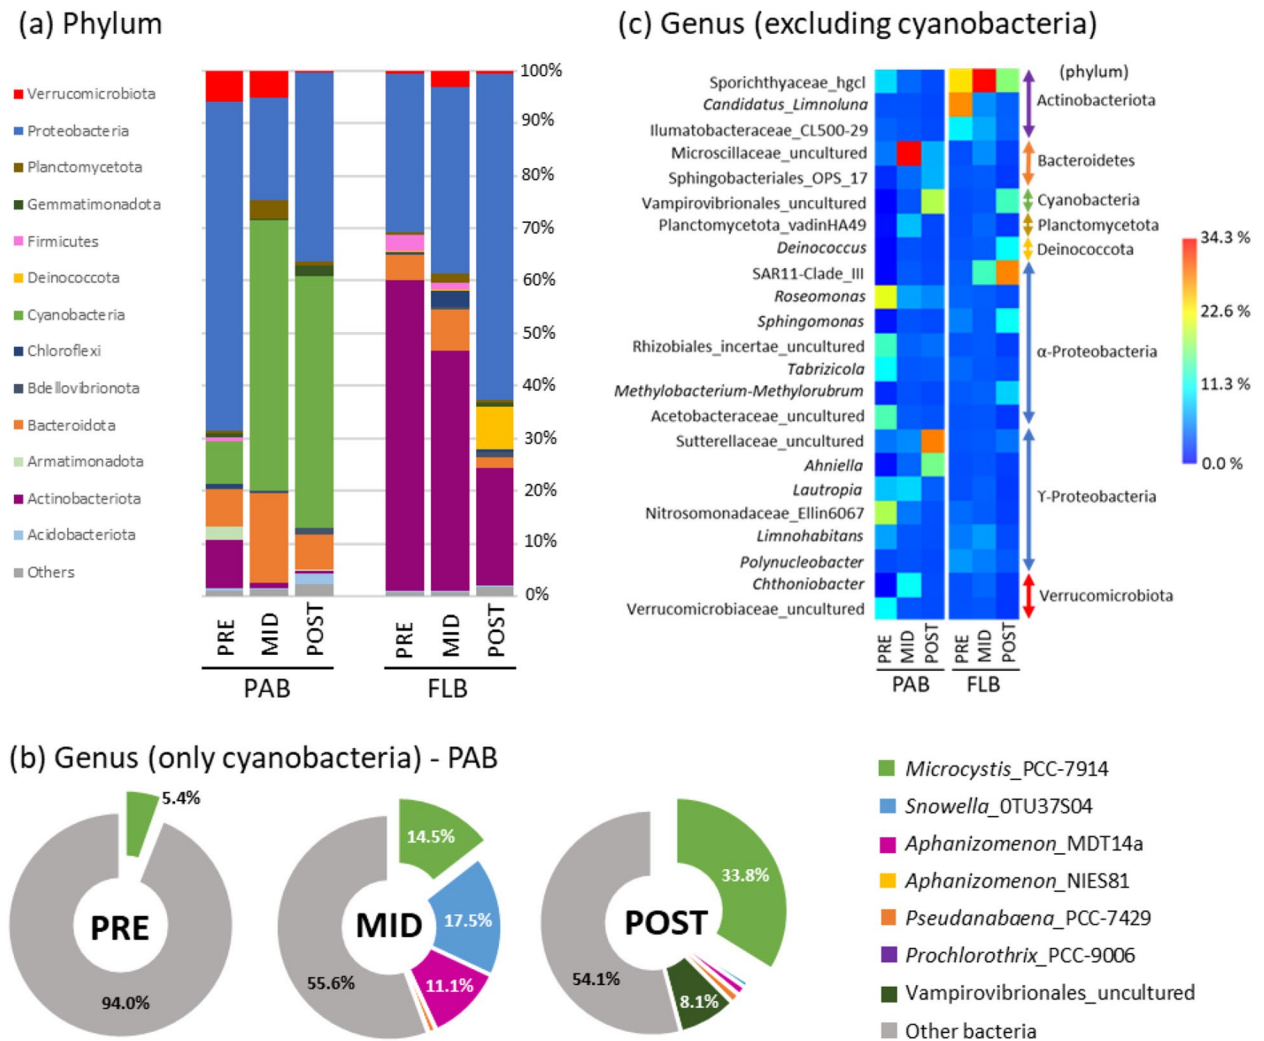 (a) Phylum
Verrucomicrobiota
Proteobacteria
Planctomycetota
Gemmatimonadota
Firmicutes
Deinococcota
Cyanobacteria
Chloroflexi
Bdellovibrionota
Bacteroidota
Armatimonadota
Actinobacteriota
Acidobacteriota
Others
100%
90%
80%
70%
60%
50%
40%
30%
20%
10%
0%
PRE
MID
POST
PRE
MID
POST
PAB
FLB
(c) Genus (excluding cyanobacteria)
Sporichthyaceae_hgcI
Candidatus_Limnoluna
Ilumatobacteraceae_CL500-29
Microscillaceae_uncultured
Sphingobacteriales_OPS_17
Vampirovibrionales_uncultured
Planctomycetota_vadinHA49
Deinococcus
SAR11-Clade_III
Roseomonas
Sphingomonas
Rhizobiales_incertae_uncultured
Tabrizicola
Methylobacterium-Methylorubrum
Acetobacteraceae_uncultured
Sutterellaceae_uncultured
Ahniella
Lautropia
Nitrosomonadaceae_Ellin6067
Limnohabitans
Polynucleobacter
Chthoniobacter
Verrucomicrobiaceae_uncultured
PRE
MID
POST
PRE
MID
POST
PAB
FLB
(phylum)
Actinobacteriota
Bacteroidetes
Cyanobacteria
Planctomycetota
Deinococcota
α-Proteobacteria
ϒ-Proteobacteria
Verrucomicrobiota
34.3 %
22.6 %
11.3 %
0.0 %
(b) Genus (only cyanobacteria) - PAB
5.4%
PRE
94.0%
14.5%
17.5%
MID
11.1%
55.6%
33.8%
POST
54.1%
8.1%
Microcystis_PCC-7914
Snowella_0TU37S04
Aphanizomenon_MDT14a
Aphanizomenon_NIES81
Pseudanabaena_PCC-7429
Prochlorothrix_PCC-9006
Vampirovibrionales_uncultured
Other bacteria